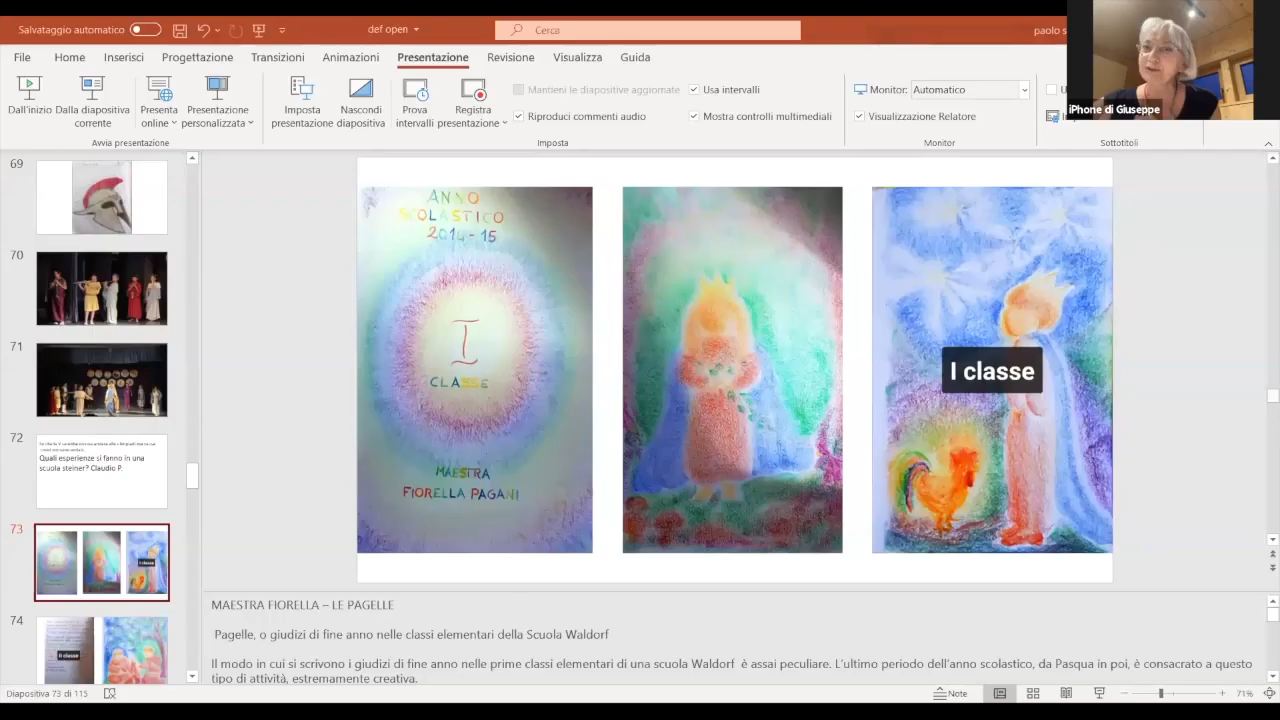 Salvataggio automatico
def open
Cerca
paolo s
File Home Inserisci Progettazione Transizioni Animazioni Presentazione Revisione Visualizza Guida
Dall'inizio
Dalla diapositiva corrente
Presenta online
Presentazione personalizzata
Avvia presentazione
Imposta presentazione
Nascondi diapositiva
Prova intervalli
Registra presentazione
Mantieni le diapositive aggiornate
Riproduci commenti audio
Usa intervalli
Mostra controlli multimediali
Imposta
Monitor: Automatico
Visualizzazione Relatore
Monitor
Sottotitoli
iPhone di Giuseppe
69
70
71
72
Quali esperienze si fanno in una
scuola steiner? Claudio P.
73
I classe
74
II classe
ANNO
SCOLASTICO
2014-15
I
CLASSE
MAESTRA
FIORELLA PAGANI
I classe
MAESTRA FIORELLA – LE PAGELLE
Pagelle, o giudizi di fine anno nelle classi elementari della Scuola Waldorf
Il modo in cui si scrivono i giudizi di fine anno nelle prime classi elementari di una scuola Waldorf è assai peculiare. L'ultimo periodo dell'anno scolastico, da Pasqua in poi, è consacrato a questo
tipo di attività, estremamente creativa.
Diapositiva 73 di 115
Note
71%